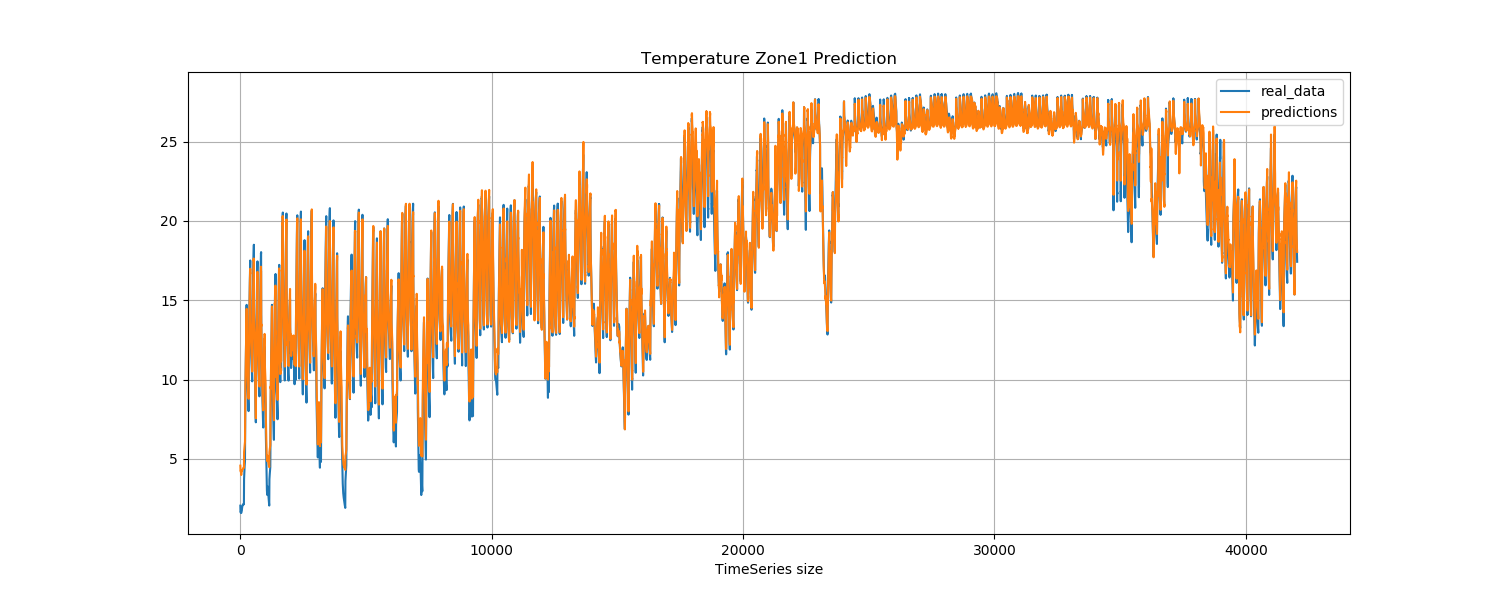 Temperature Zone1 Prediction
real_data
predictions
25
20
15
10
5
0 10000 20000 30000 40000
TimeSeries size